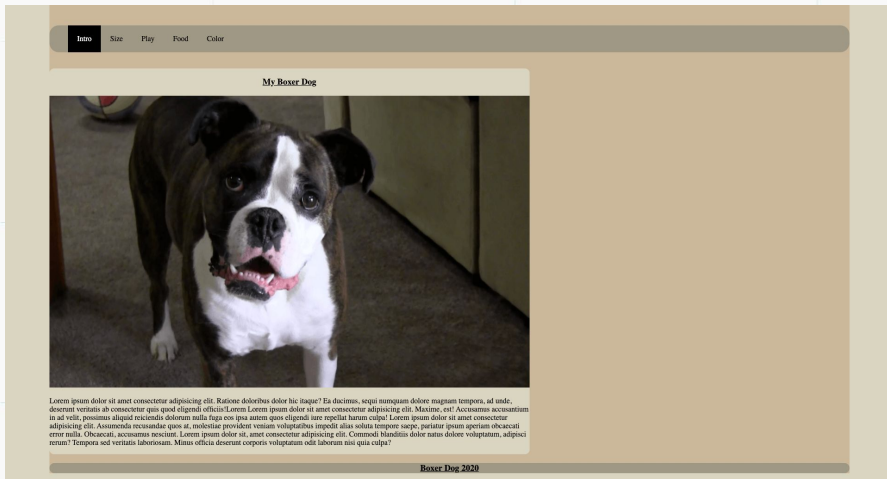 Intro Size Play Food Color
My Boxer Dog
Lorem ipsum dolor sit amet consectetur adipisicing elit. Ratione doloribus dolor hic itaque? Ea ducimus, sequi numquam dolore magnam tempora, ad unde,
deserunt veritatis ab consectetur quis quod eligendi officiis!Lorem Lorem ipsum dolor sit amet consectetur adipisicing elit. Maxime, est! Accusamus accusantium
in ad velit, possimus aliquid reiciendis dolorum nulla fuga eos ipsa autem quos eligendi iure repellat harum culpa! Lorem ipsum dolor sit amet consectetur
adipisicing elit. Assumenda recusandae quos at, molestiae provident veniam voluptatibus impedit alias soluta tempore saepe, pariatur ipsum aperiam obcaecati
error nulla. Obcaecati, accusamus nesciunt. Lorem ipsum dolor sit, amet consectetur adipisicing elit. Commodi blanditiis dolor natus dolore voluptatum, adipisci
rerum? Tempora sed veritatis laboriosam. Minus officia deserunt corporis voluptatum odit laborum nisi quia culpa?
Boxer Dog 2020